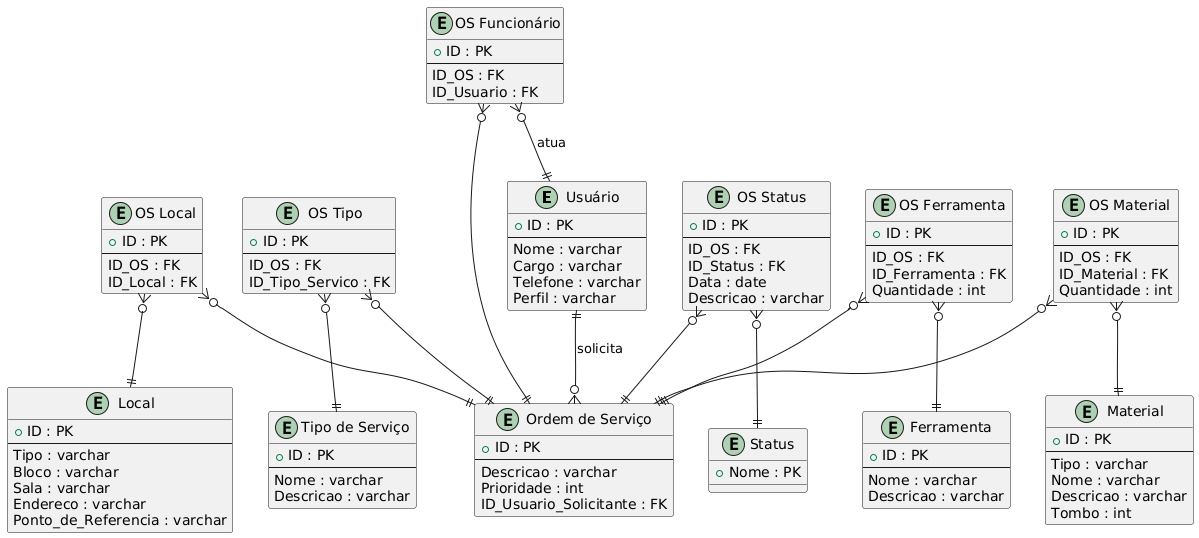 E OS Funcionário
ID : PK
ID_OS : FK
ID_Usuario : FK
atua
E OS Local
ID : PK
ID_OS : FK
ID_Local : FK
E OS Tipo
ID : PK
ID_OS : FK
ID_Tipo_Servico : FK
E Usuário
ID : PK
Nome : varchar
Cargo : varchar
Telefone : varchar
Perfil : varchar
E OS Status
ID : PK
ID_OS : FK
ID_Status : FK
Data : date
Descricao : varchar
E OS Ferramenta
ID : PK
ID_OS : FK
ID_Ferramenta : FK
Quantidade : int
E OS Material
ID : PK
ID_OS : FK
ID_Material : FK
Quantidade : int
solicita
E Local
ID : PK
Tipo : varchar
Bloco : varchar
Sala : varchar
Endereco : varchar
Ponto_de_Referencia : varchar
E Tipo de Serviço
ID : PK
Nome : varchar
Descricao : varchar
E Ordem de Serviço
ID : PK
Descricao : varchar
Prioridade : int
ID_Usuario_Solicitante : FK
E Status
Nome : PK
E Ferramenta
ID : PK
Nome : varchar
Descricao : varchar
E Material
ID : PK
Tipo : varchar
Nome : varchar
Descricao : varchar
Tombo : int